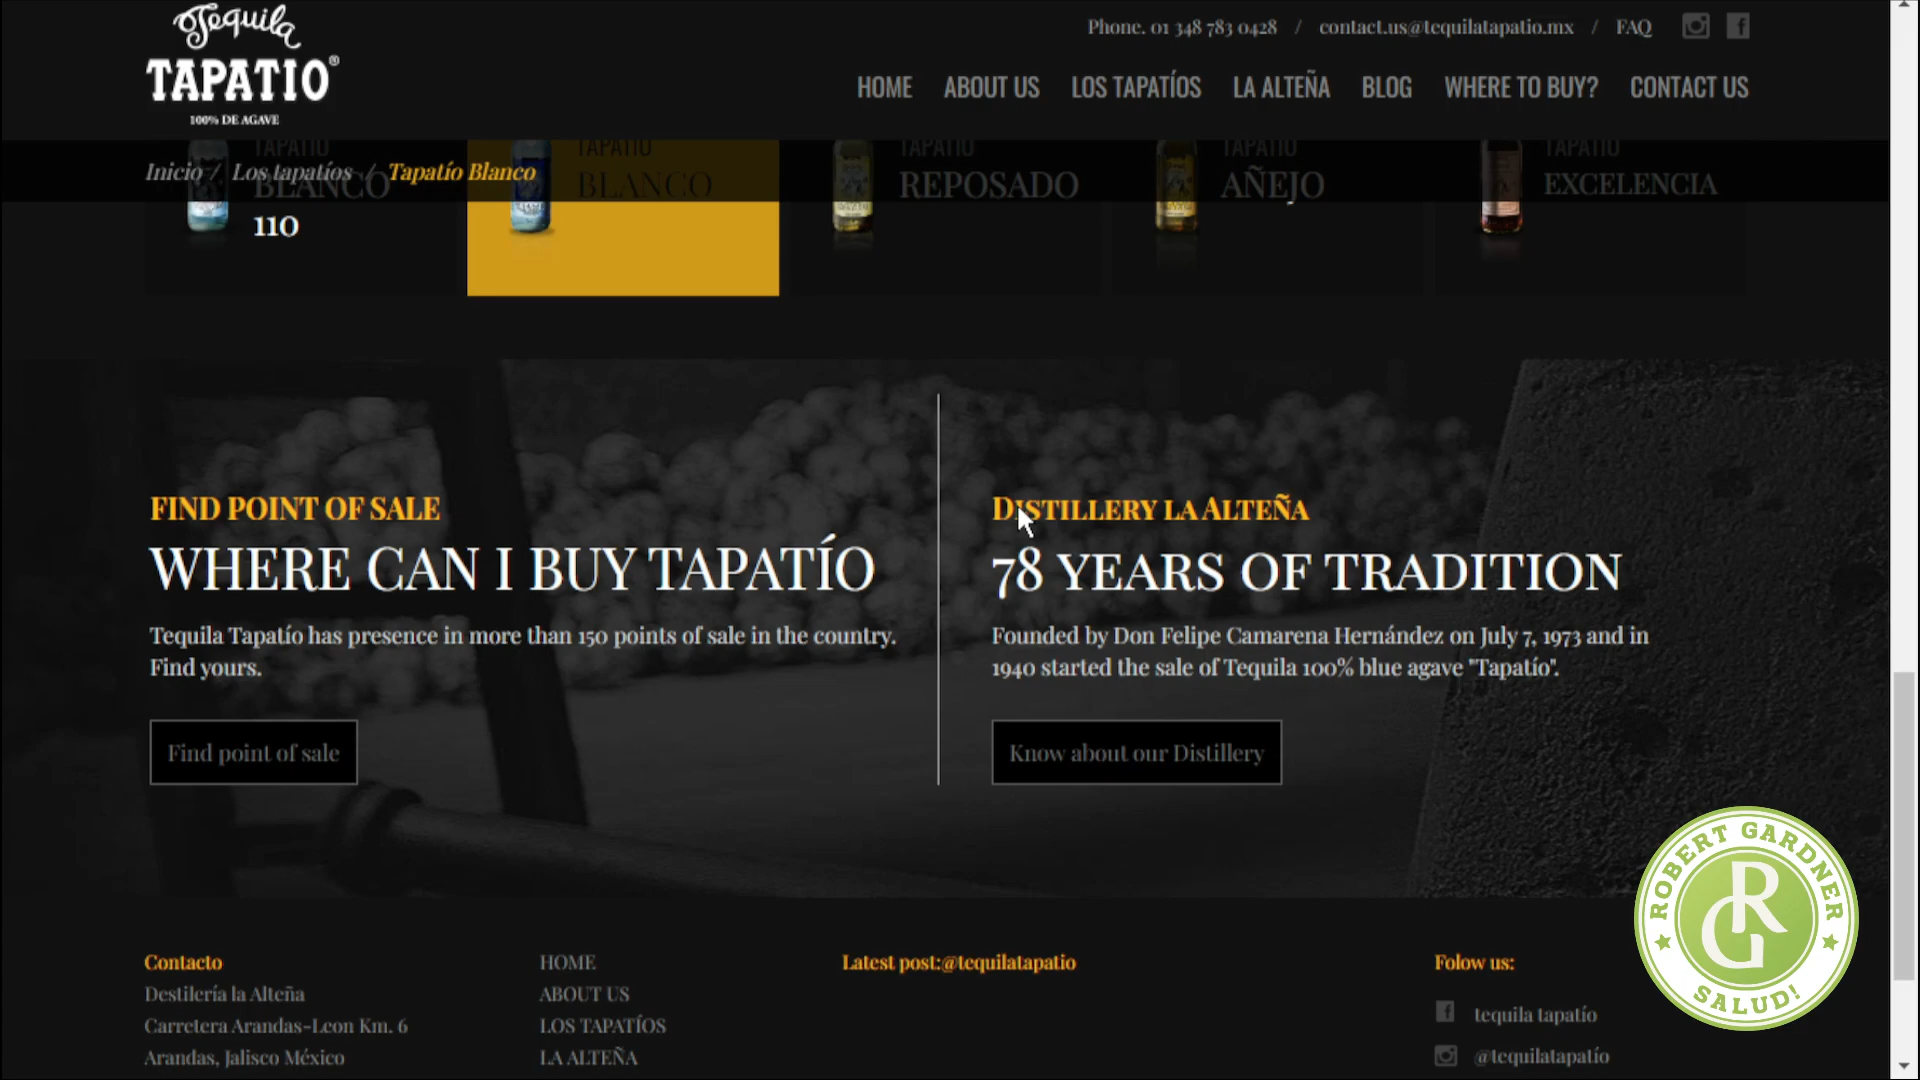 Tequila
TAPATIO®
100% DE AGAVE
Phone. 01 348 783 0428 / contact.us@tequilatapatio.mx / FAQ
HOME ABOUT US LOS TAPATÍOS LA ALTEÑA BLOG WHERE TO BUY? CONTACT US
TAPATIO TAPATIO TAPATIO TAPATIO TAPATIO
Inicio / Los tapatíos / Tapatío Blanco
BLANCO BLANCO REPOSADO AÑEJO EXCELENCIA
110
FIND POINT OF SALE
WHERE CAN I BUY TAPATÍO
Tequila Tapatío has presence in more than 150 points of sale in the country.
Find yours.
Find point of sale
DISTILLERY LA ALTEÑA
78 YEARS OF TRADITION
Founded by Don Felipe Camarena Hernández on July 7, 1973 and in
1940 started the sale of Tequila 100% blue agave "Tapatío".
Know about our Distillery
Contacto
Destilería la Alteña
Carretera Arandas-Leon Km. 6
Arandas, Jalisco México
HOME
ABOUT US
LOS TAPATÍOS
LA ALTEÑA
Latest post:@tequilatapatio
Folow us:
tequila tapatío
@tequilatapatío
ROBERT GARDNER
RG
SALUD!